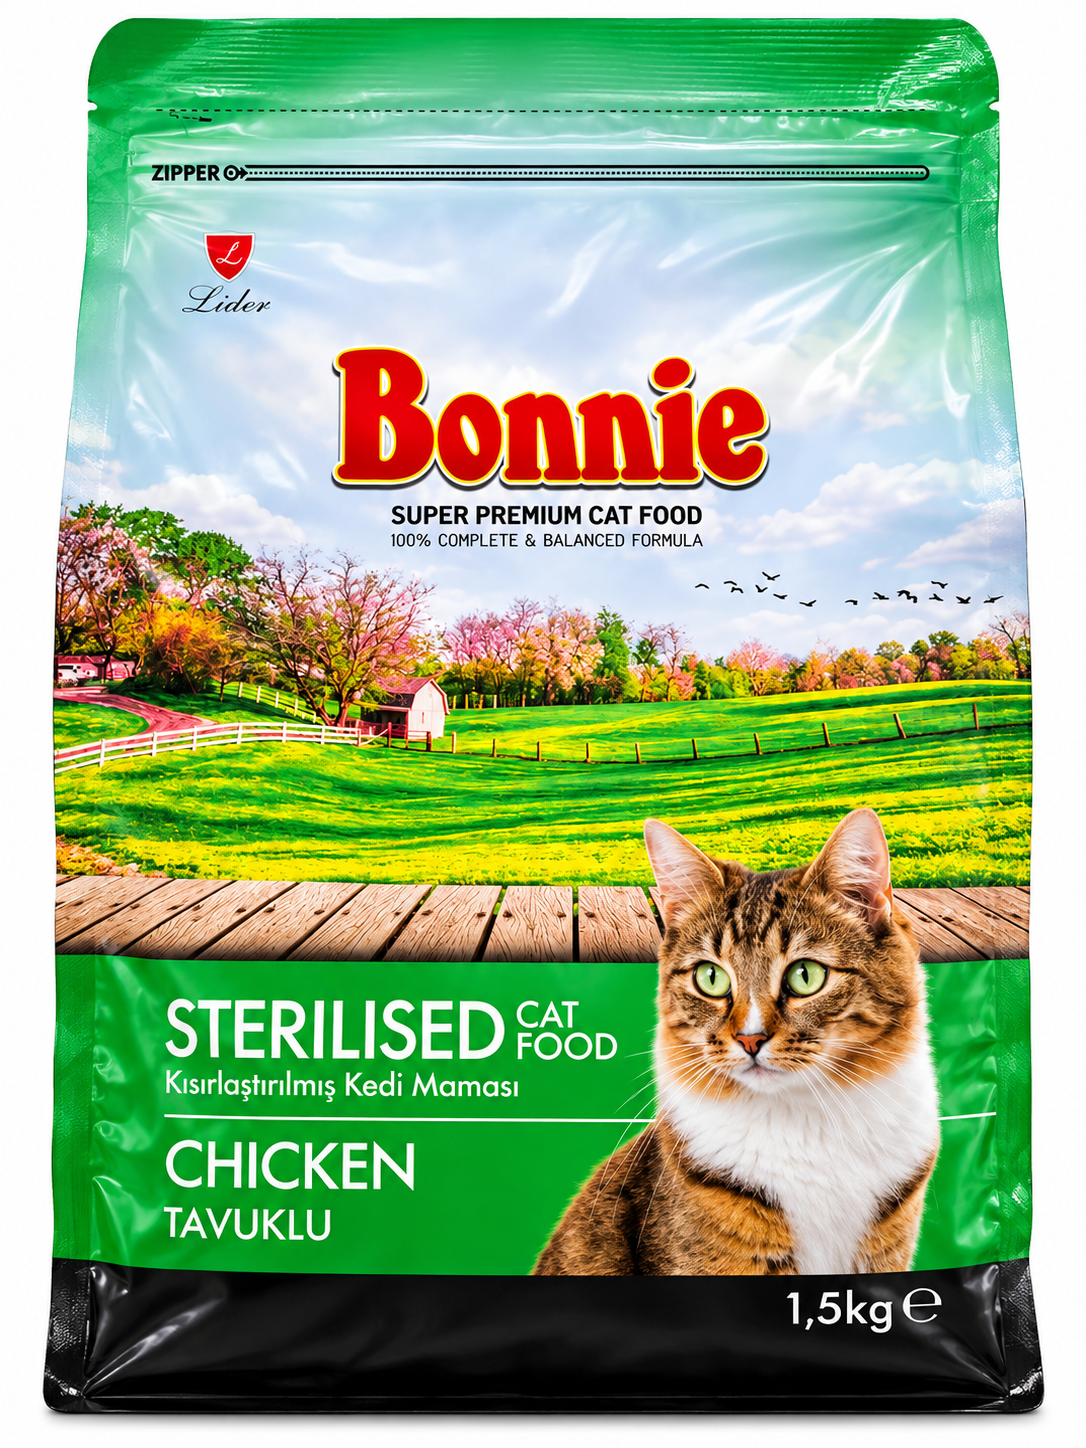 ZIPPER
L
Lider
Bonnie
SUPER PREMIUM CAT FOOD
100% COMPLETE & BALANCED FORMULA
STERILISED CAT FOOD
Kısırlaştırılmış Kedi Maması
CHICKEN
TAVUKLU
1,5kg ℮